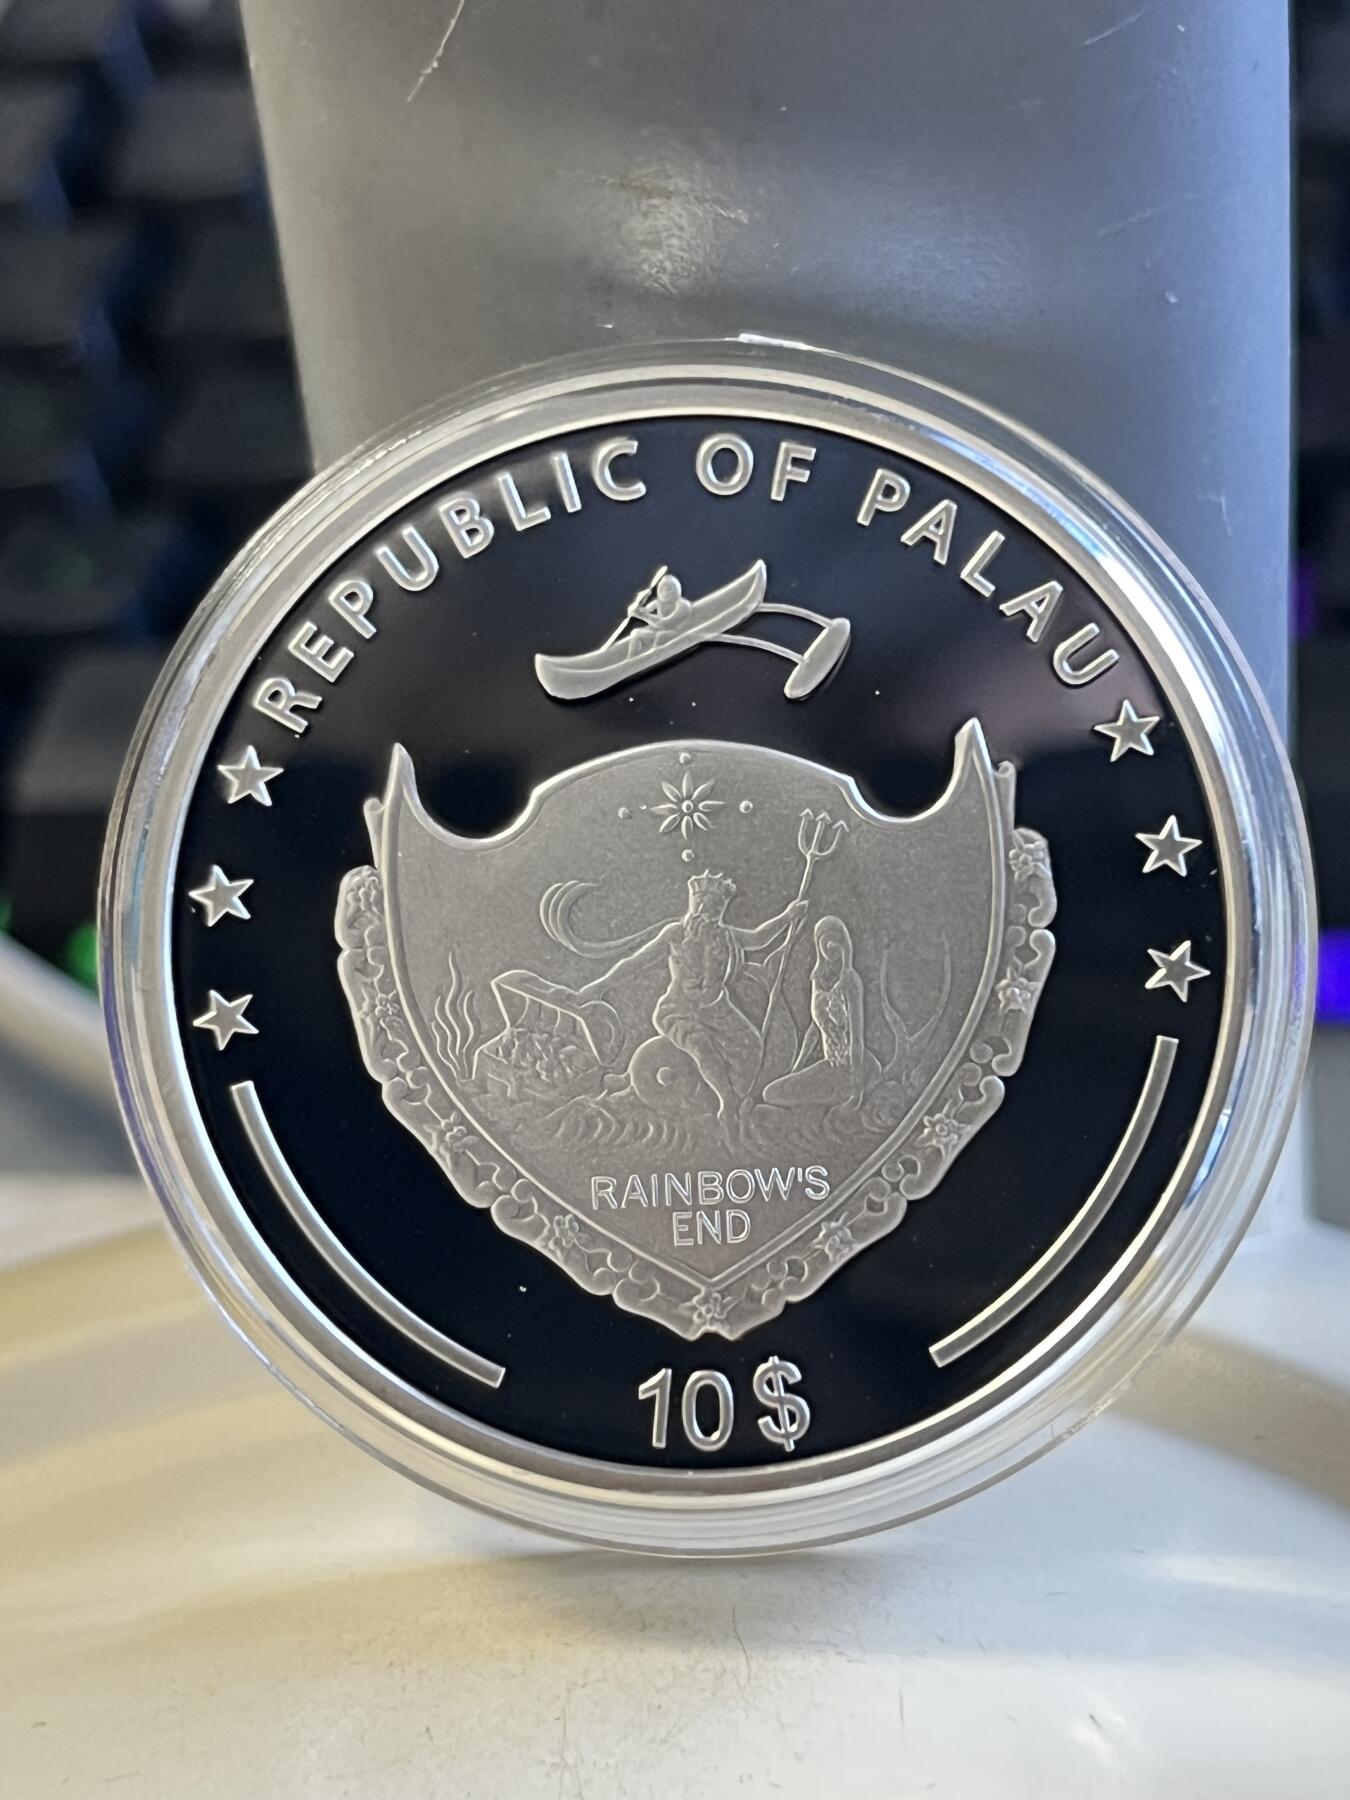 REPUBLIC OF PALAU
RAINBOW'S
END
10$